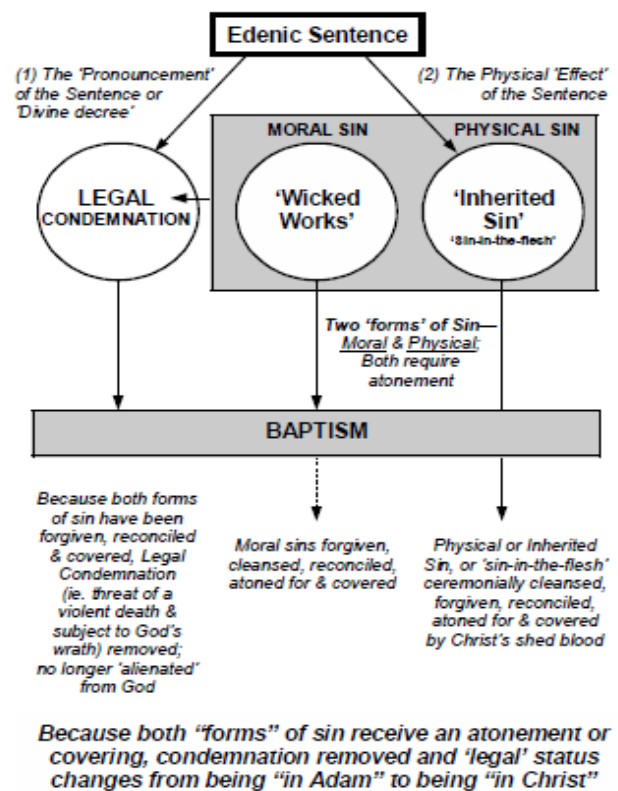 Edenic Sentence
(1) The 'Pronouncement'
of the Sentence or
'Divine decree'
(2) The Physical 'Effect'
of the Sentence
MORAL SIN
PHYSICAL SIN
LEGAL
CONDEMNATION
'Wicked
Works'
'Inherited
Sin'
'Sin-in-the-flesh'
Two 'forms' of Sin—
Moral & Physical;
Both require
atonement
BAPTISM
Because both forms
of sin have been
forgiven, reconciled
& covered, Legal
Condemnation
(ie. threat of a
violent death &
subject to God's
wrath) removed;
no longer 'alienated'
from God
Moral sins forgiven,
cleansed, reconciled,
atoned for & covered
Physical or Inherited
Sin, or 'sin-in-the-flesh'
ceremonially cleansed,
forgiven, reconciled,
atoned for & covered
by Christ's shed blood
Because both "forms" of sin receive an atonement or
covering, condemnation removed and 'legal' status
changes from being "in Adam" to being "in Christ"